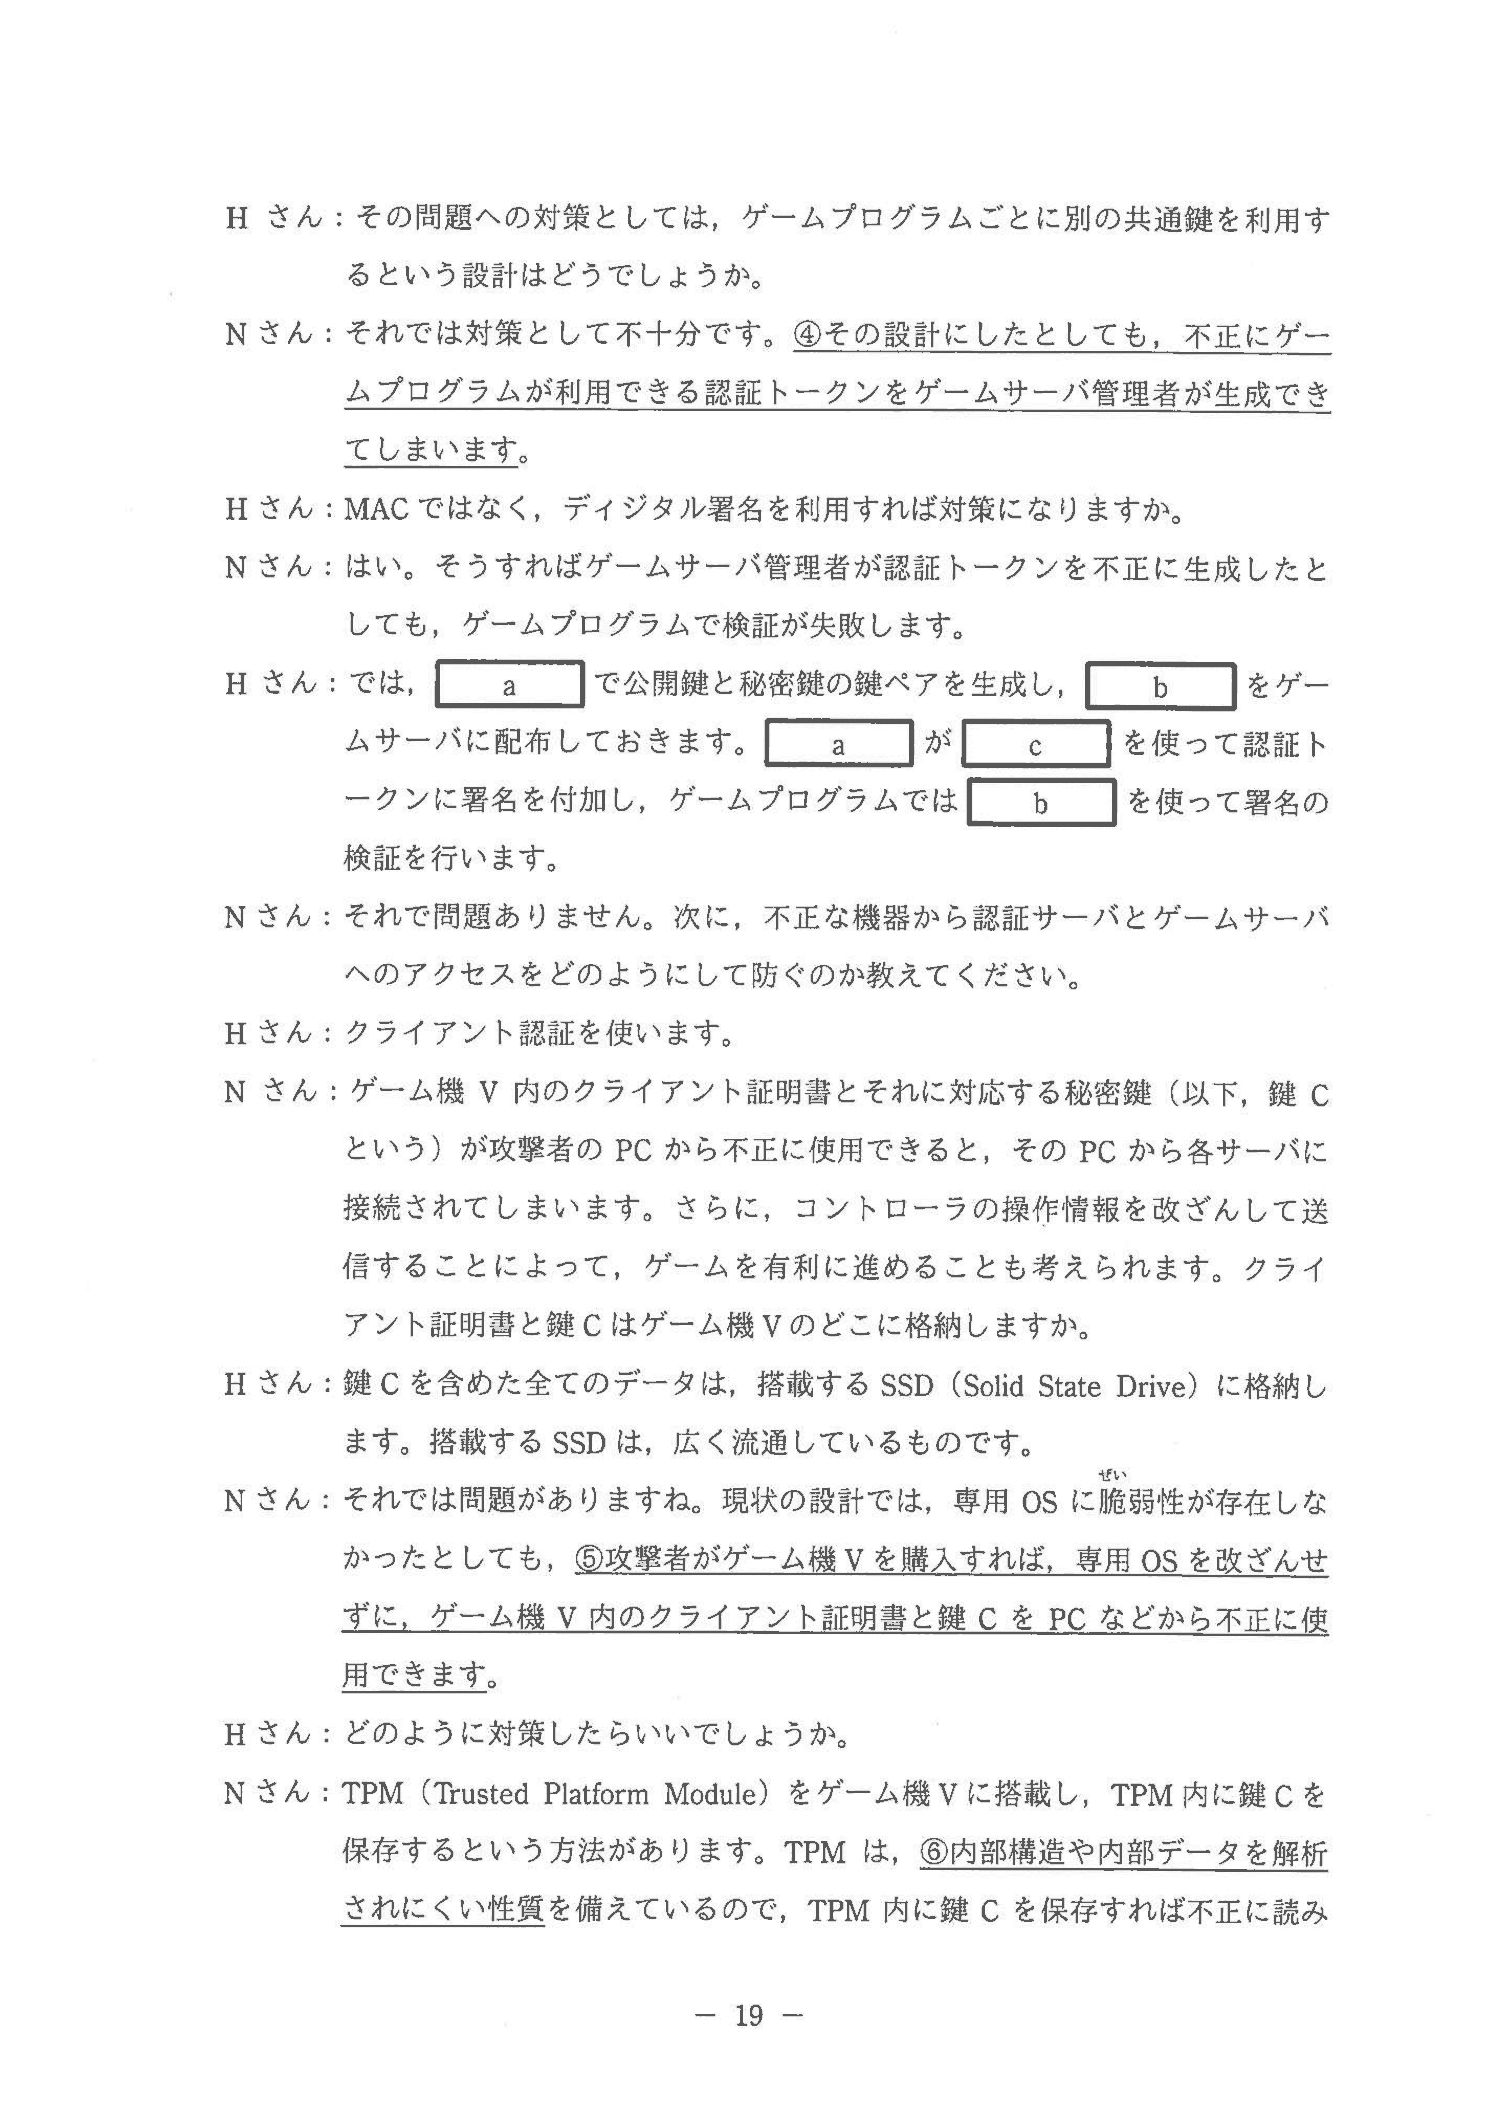 H さん：その問題への対策としては，ゲームプログラムごとに別の共通鍵を利用す
るという設計はどうでしょうか。
N さん：それでは対策として不十分です。④その設計にしたとしても，不正にゲー
ムプログラムが利用できる認証トークンをゲームサーバ管理者が生成でき
てしまいます。
H さん：MAC ではなく，ディジタル署名を利用すれば対策になりますか。
N さん：はい。そうすればゲームサーバ管理者が認証トークンを不正に生成したと
しても，ゲームプログラムで検証が失敗します。
H さん：では， a で公開鍵と秘密鍵の鍵ペアを生成し， b をゲー
ムサーバに配布しておきます。 a が c を使って認証ト
ークンに署名を付加し，ゲームプログラムでは b を使って署名の
検証を行います。
N さん：それで問題ありません。次に，不正な機器から認証サーバとゲームサーバ
へのアクセスをどのようにして防ぐのか教えてください。
H さん：クライアント認証を使います。
N さん：ゲーム機 V 内のクライアント証明書とそれに対応する秘密鍵（以下，鍵 C
という）が攻撃者の PC から不正に使用できると，その PC から各サーバに
接続されてしまいます。さらに，コントローラの操作情報を改ざんして送
信することによって，ゲームを有利に進めることも考えられます。クライ
アント証明書と鍵 C はゲーム機 V のどこに格納しますか。
H さん：鍵 C を含めた全てのデータは，搭載する SSD（Solid State Drive）に格納し
ます。搭載する SSD は，広く流通しているものです。
ぜい
N さん：それでは問題がありますね。現状の設計では，専用 OS に脆弱性が存在しな
かったとしても，⑤攻撃者がゲーム機 V を購入すれば，専用 OS を改ざんせ
ずに，ゲーム機 V 内のクライアント証明書と鍵 C を PC などから不正に使
用できます。
H さん：どのように対策したらいいでしょうか。
N さん：TPM（Trusted Platform Module）をゲーム機 V に搭載し，TPM 内に鍵 C を
保存するという方法があります。TPM は，⑥内部構造や内部データを解析
されにくい性質を備えているので，TPM 内に鍵 C を保存すれば不正に読み
－ 19 －